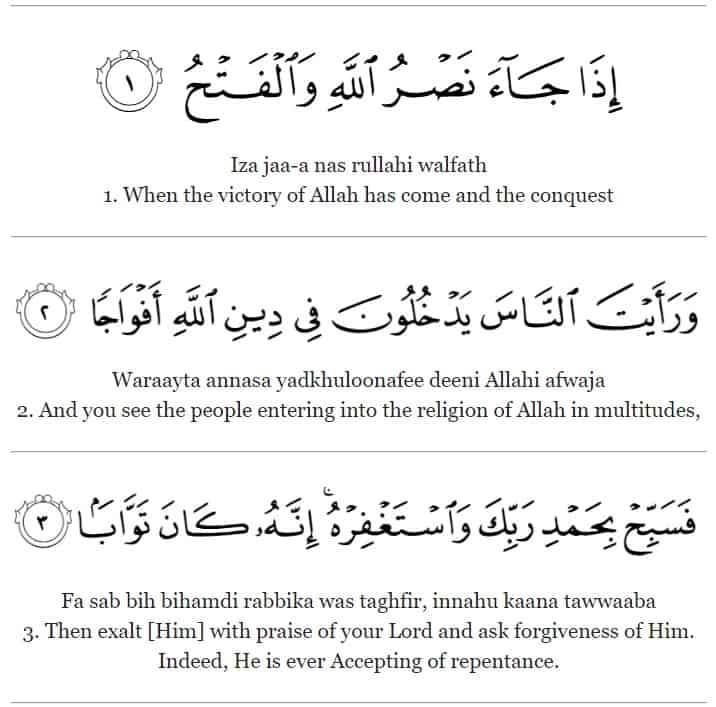 إِذَا جَآءَ نَصْرُ ٱللَّهِ وَٱلْفَتْحُ ١
Iza jaa-a nas rullahi walfath
1. When the victory of Allah has come and the conquest
وَرَأَيْتَ ٱلنَّاسَ يَدْخُلُونَ فِى دِينِ ٱللَّهِ أَفْوَاجًا ٢
Waraayta annasa yadkhuloonafee deeni Allahi afwaja
2. And you see the people entering into the religion of Allah in multitudes,
فَسَبِّحْ بِحَمْدِ رَبِّكَ وَٱسْتَغْفِرْهُ ۚ إِنَّهُۥ كَانَ تَوَّابًۢا ٣
Fa sab bih bihamdi rabbika was taghfir, innahu kaana tawwaaba
3. Then exalt [Him] with praise of your Lord and ask forgiveness of Him.
Indeed, He is ever Accepting of repentance.